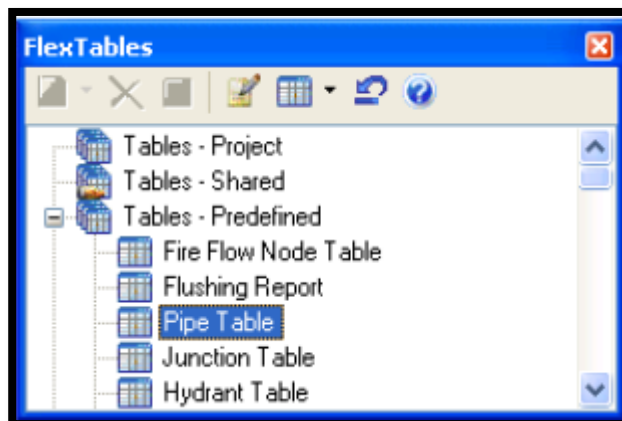 FlexTables
Tables - Project
Tables - Shared
Tables - Predefined
Fire Flow Node Table
Flushing Report
Pipe Table
Junction Table
Hydrant Table